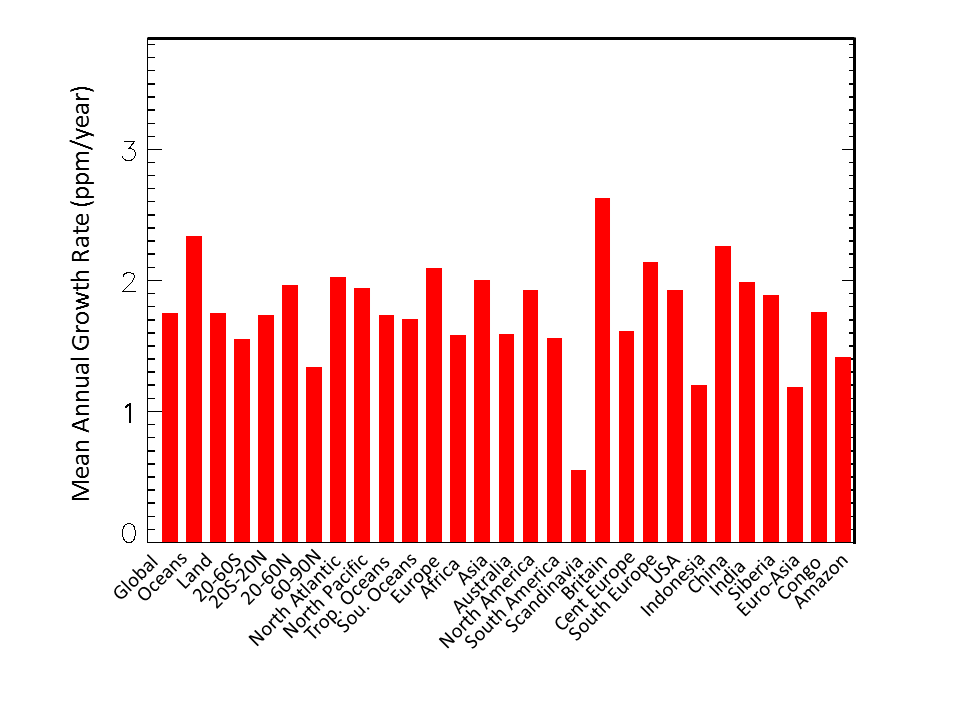 Mean Annual Growth Rate (ppm/year)
3
2
1
0
Global
Oceans
Land
20-60S
20S-20N
20-60N
60-90N
North Atlantic
North Pacific
Trop. Oceans
Sou. Oceans
Europe
Africa
Asia
Australia
North America
South America
Scandinavia
Britain
Cent Europe
South Europe
USA
Indonesia
China
India
Siberia
Euro-Asia
Congo
Amazon